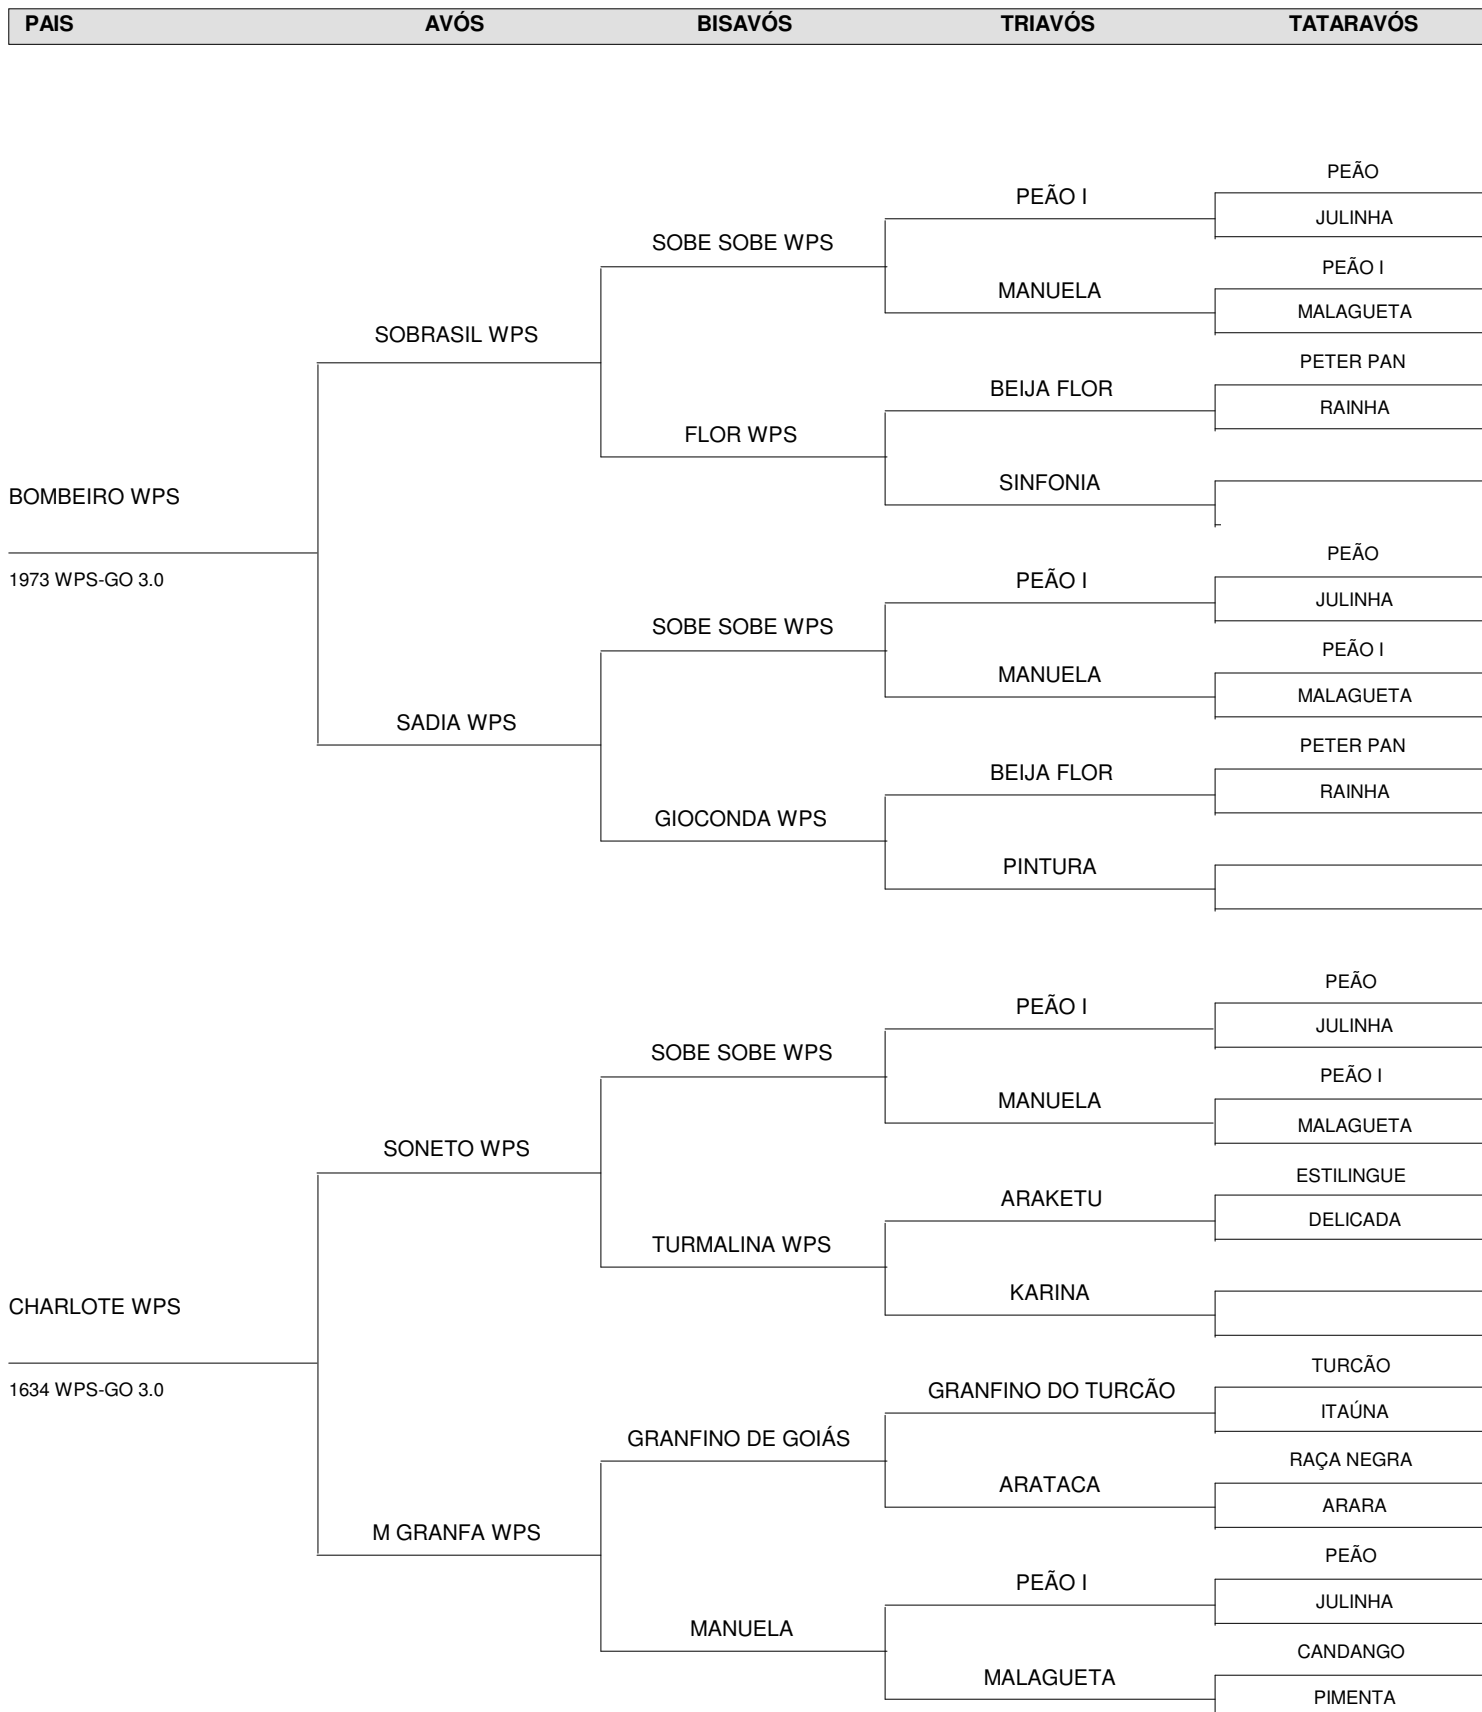 PAIS AVÓS BISAVÓS TRIAVÓS TATARAVÓS
PEÃO
PEÃO I
JULINHA
SOBE SOBE WPS
PEÃO I
MANUELA
MALAGUETA
SOBRASIL WPS
PETER PAN
BEIJA FLOR
RAINHA
FLOR WPS
SINFONIA
BOMBEIRO WPS
PEÃO
1973 WPS-GO 3.0
PEÃO I
JULINHA
SOBE SOBE WPS
PEÃO I
MANUELA
MALAGUETA
SADIA WPS
PETER PAN
BEIJA FLOR
RAINHA
GIOCONDA WPS
PINTURA
PEÃO
PEÃO I
JULINHA
SOBE SOBE WPS
PEÃO I
MANUELA
MALAGUETA
SONETO WPS
ESTILINGUE
ARAKETU
DELICADA
TURMALINA WPS
KARINA
CHARLOTE WPS
TURCÃO
1634 WPS-GO 3.0
GRANFINO DO TURCÃO
ITAÚNA
GRANFINO DE GOIÁS
RAÇA NEGRA
ARATACA
ARARA
M GRANFA WPS
PEÃO
PEÃO I
JULINHA
MANUELA
CANDANGO
MALAGUETA
PIMENTA